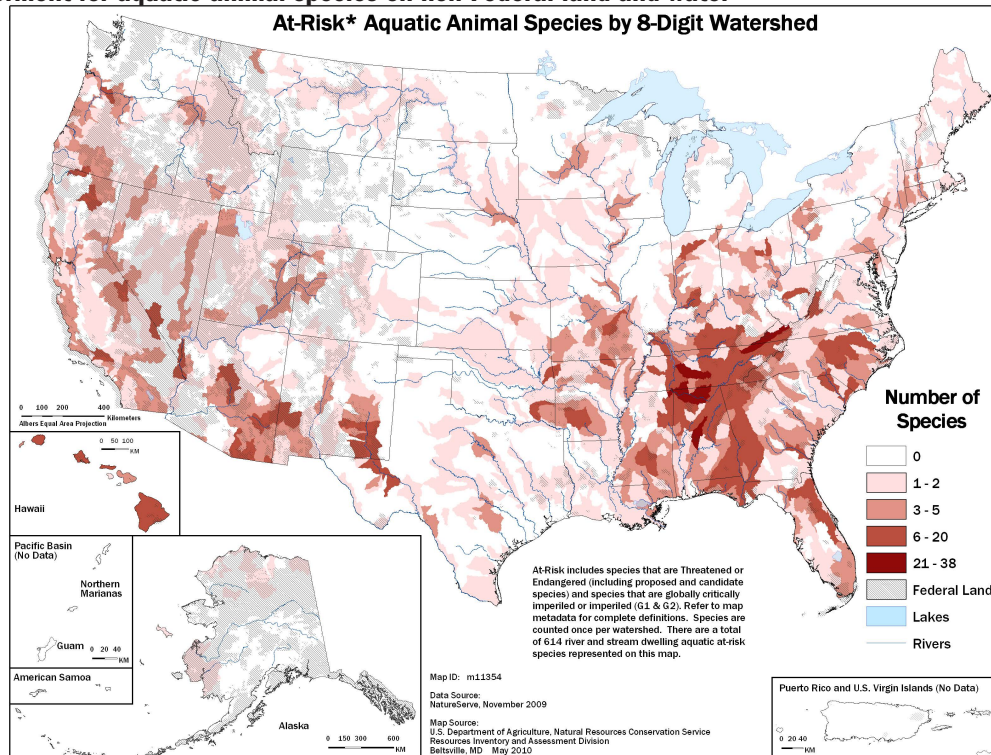 At-Risk* Aquatic Animal Species by 8-Digit Watershed
0 100 200 400 Kilometers
Albers Equal Area Projection
0 50 100
KM
Hawaii
Pacific Basin
(No Data)
Northern
Marianas
Guam
0 20 40
KM
American Samoa
Alaska
0 150 300 600
KM
At-Risk includes species that are Threatened or
Endangered (including proposed and candidate
species) and species that are globally critically
imperiled or imperiled (G1 & G2). Refer to map
metadata for complete definitions. Species are
counted once per watershed. There are a total
of 614 river and stream dwelling aquatic at-risk
species represented on this map.
Map ID: m11354
Data Source:
NatureServe, November 2009
Map Source:
U.S. Department of Agriculture, Natural Resources Conservation Service
Resources Inventory and Assessment Division
Beltsville, MD May 2010
Number of
Species
0
1 - 2
3 - 5
6 - 20
21 - 38
Federal Land
Lakes
Rivers
Puerto Rico and U.S. Virgin Islands (No Data)
0 20 40
KM